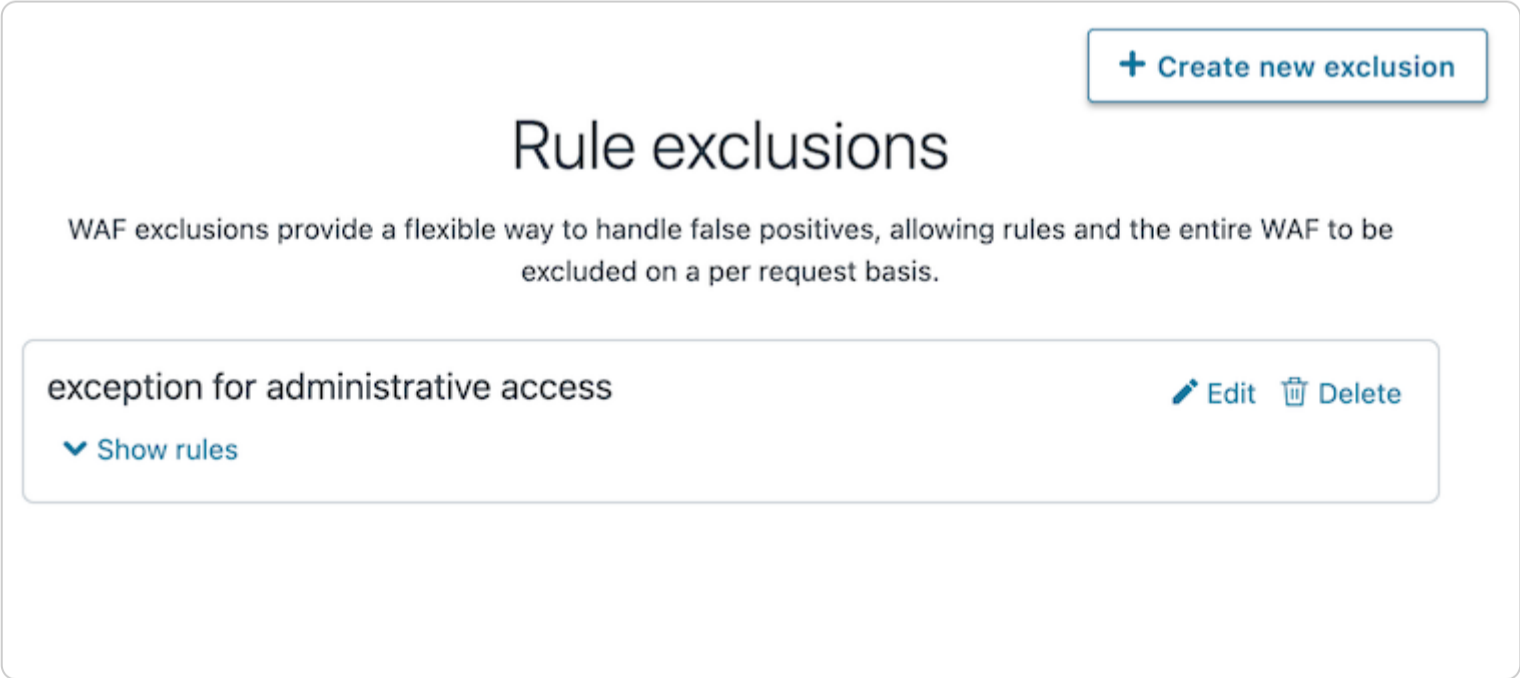 + Create new exclusion
Rule exclusions
WAF exclusions provide a flexible way to handle false positives, allowing rules and the entire WAF to be
excluded on a per request basis.
exception for administrative access
Edit Delete
Show rules